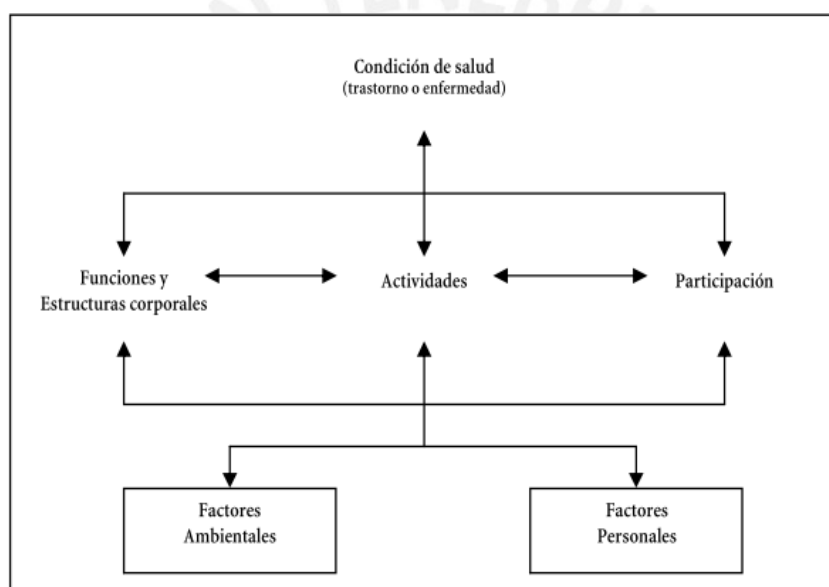 Condición de salud
(trastorno o enfermedad)
Funciones y
Estructuras corporales
Actividades
Participación
Factores
Ambientales
Factores
Personales